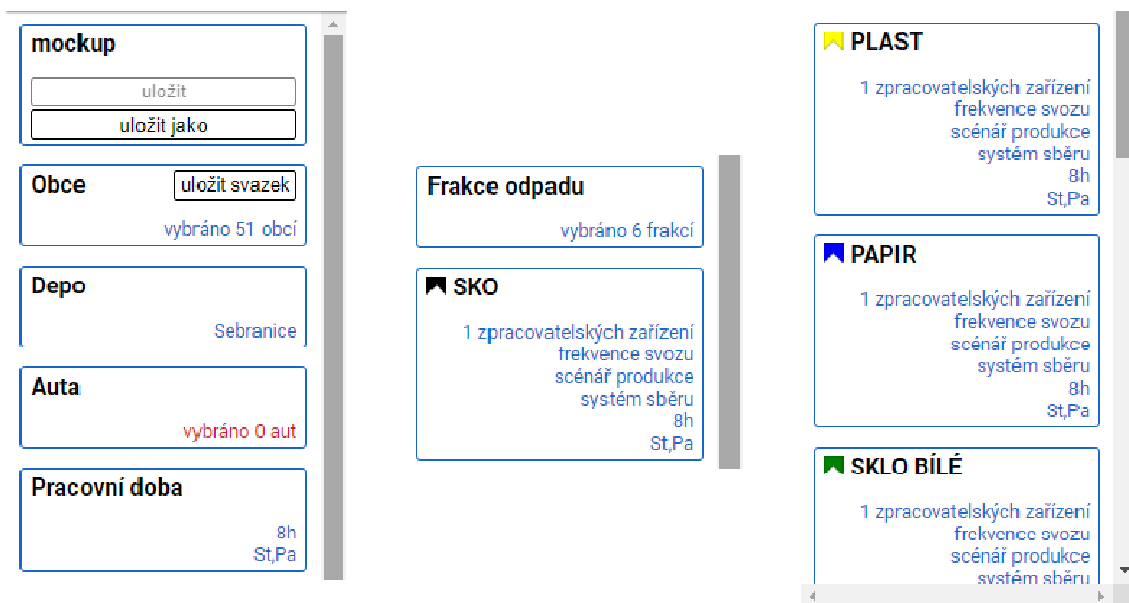 mockup
uložit
uložit jako
Obce
uložit svazek
vybráno 51 obcí
Depo
Sebranice
Auta
vybráno 0 aut
Pracovní doba
8h
St,Pa
Frakce odpadu
vybráno 6 frakcí
SKO
1 zpracovatelských zařízení
frekvence svozu
scénář produkce
systém sběru
8h
St,Pa
PLAST
1 zpracovatelských zařízení
frekvence svozu
scénář produkce
systém sběru
8h
St,Pa
PAPIR
1 zpracovatelských zařízení
frekvence svozu
scénář produkce
systém sběru
8h
St,Pa
SKLO BÍLÉ
1 zpracovatelských zařízení
frekvence svozu
scénář produkce
systém sběru